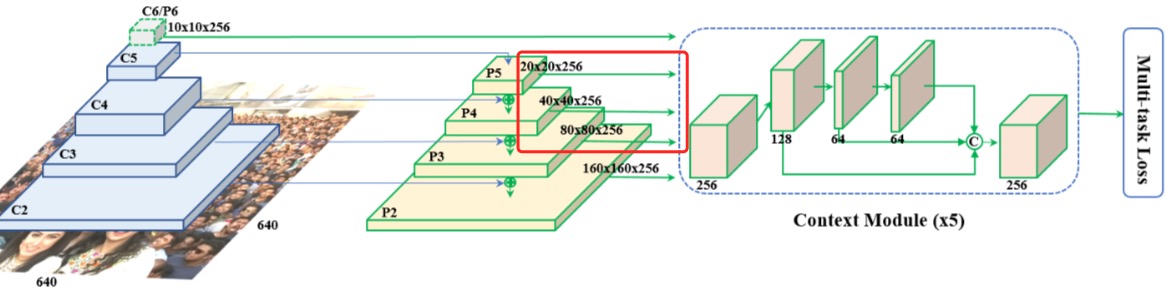 C6/P6
10x10x256
C5
C4
C3
C2
640
640
P5
20x20x256
P4
40x40x256
P3
80x80x256
P2
160x160x256
256
128
64
64
C
256
Context Module (x5)
Multi-task Loss